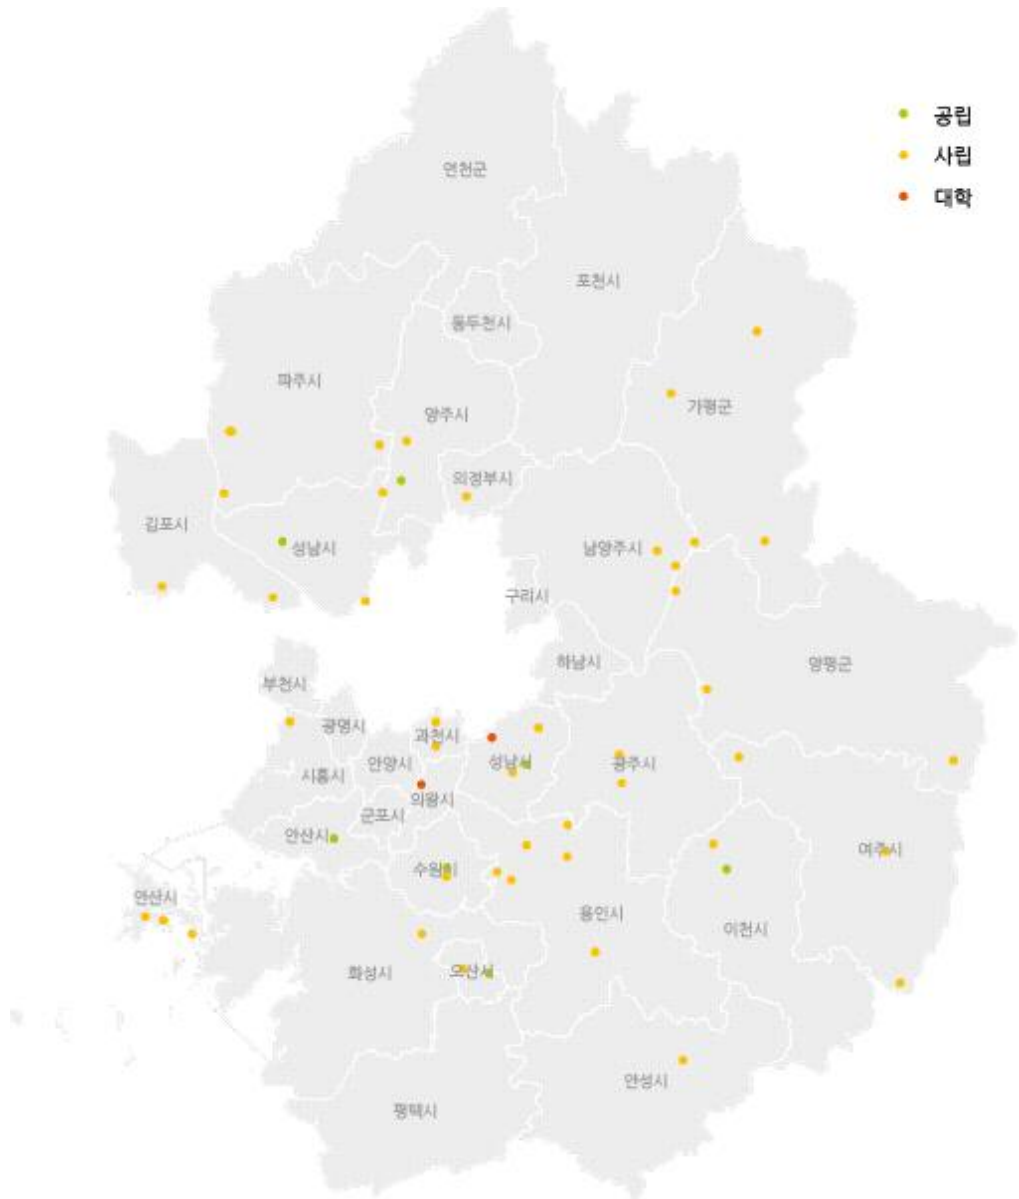 공립
사립
대학
연천군
포천시
동두천시
파주시
양주시
가평군
의정부시
김포시
성남시
남양주시
구리시
하남시
양평군
부천시
광명시
과천시
안양시
성남시
광주시
시흥시
의왕시
군포시
안산시
수원시
여주시
안산시
용인시
이천시
화성시
오산시
안성시
평택시